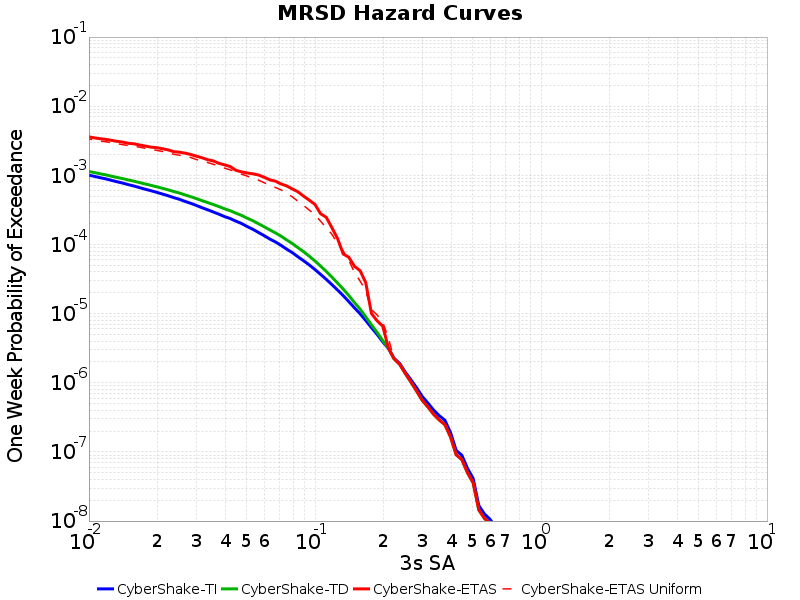 MRSD Hazard Curves
One Week Probability of Exceedance
10-1
10-2
10-3
10-4
10-5
10-6
10-7
10-8
10-2 2 3 4 5 6 10-1 2 3 4 5 6 7 100 2 3 4 5 6 7 101
3s SA
CyberShake-TI CyberShake-TD CyberShake-ETAS CyberShake-ETAS Uniform